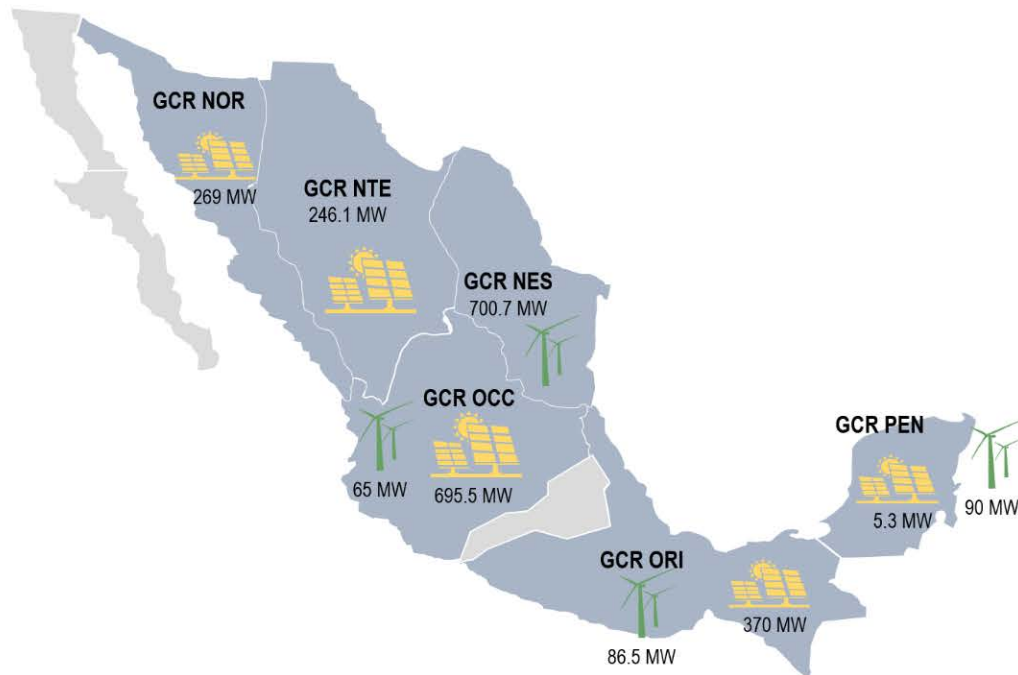 GCR NOR
269 MW
GCR NTE
246.1 MW
GCR NES
700.7 MW
GCR OCC
65 MW
695.5 MW
GCR PEN
5.3 MW
90 MW
GCR ORI
86.5 MW
370 MW